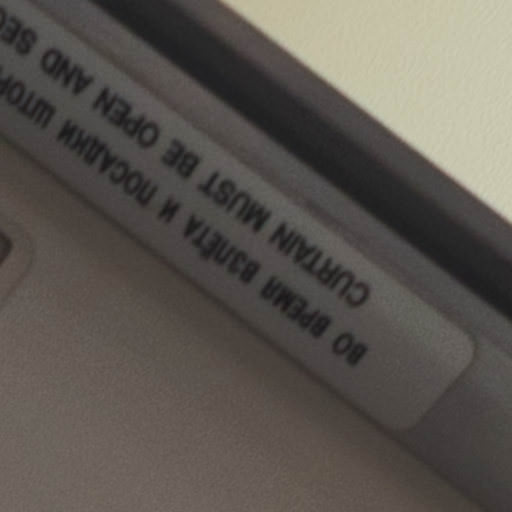 ВО ВРЕМЯ ВЗЛЁТА И ПОСАДКИ
CURTAIN MUST BE OPEN AND